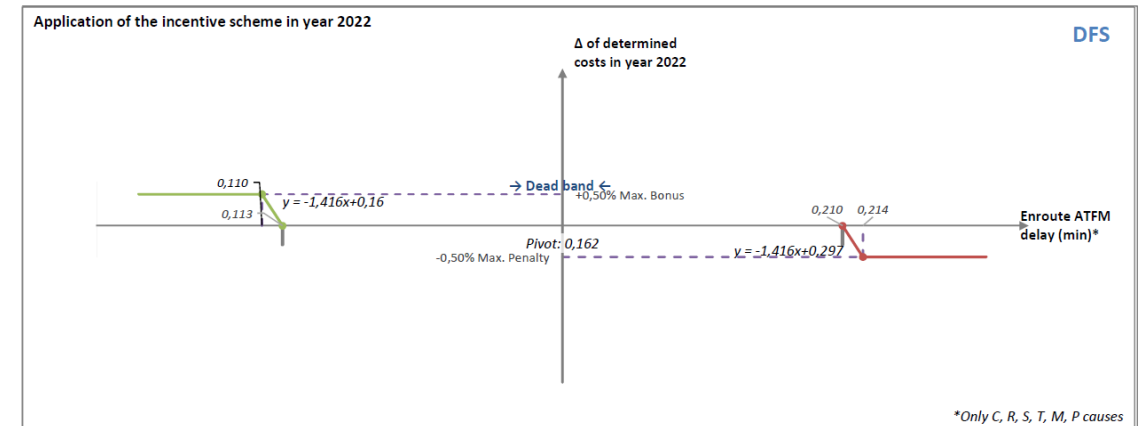 Application of the incentive scheme in year 2022
DFS
Δ of determined
costs in year 2022
0,110
→ Dead band ←
+0,50% Max. Bonus
y = -1,416x+0,16
0,113
0,210
0,214
Enroute ATFM
delay (min)*
Pivot: 0,162
-0,50% Max. Penalty
y = -1,416x+0,297
*Only C, R, S, T, M, P causes